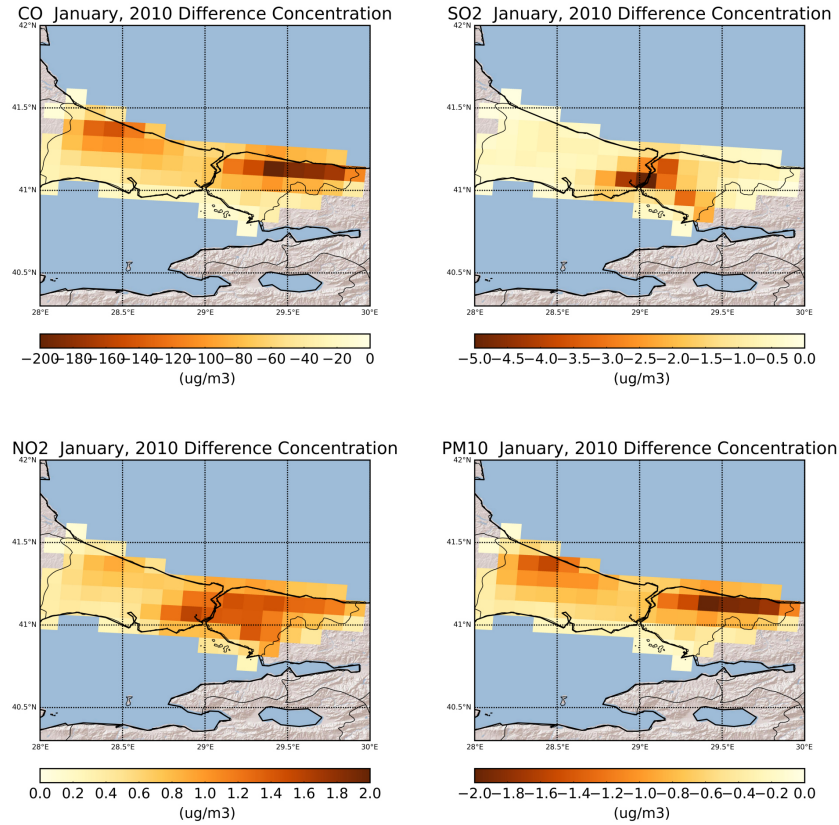 CO  January, 2010 Difference Concentration
42°N
41.5°N
41°N
40.5°N
28°E 28.5°E 29°E 29.5°E 30°E
−200−180−160−140−120−100 −80 −60 −40 −20 0
(ug/m3)
SO2  January, 2010 Difference Concentration
42°N
41.5°N
41°N
40.5°N
28°E 28.5°E 29°E 29.5°E 30°E
−5.0−4.5−4.0−3.5−3.0−2.5−2.0−1.5−1.0−0.5 0.0
(ug/m3)
NO2  January, 2010 Difference Concentration
42°N
41.5°N
41°N
40.5°N
28°E 28.5°E 29°E 29.5°E 30°E
0.0 0.2 0.4 0.6 0.8 1.0 1.2 1.4 1.6 1.8 2.0
(ug/m3)
PM10  January, 2010 Difference Concentration
42°N
41.5°N
41°N
40.5°N
28°E 28.5°E 29°E 29.5°E 30°E
−2.0−1.8−1.6−1.4−1.2−1.0−0.8−0.6−0.4−0.2 0.0
(ug/m3)